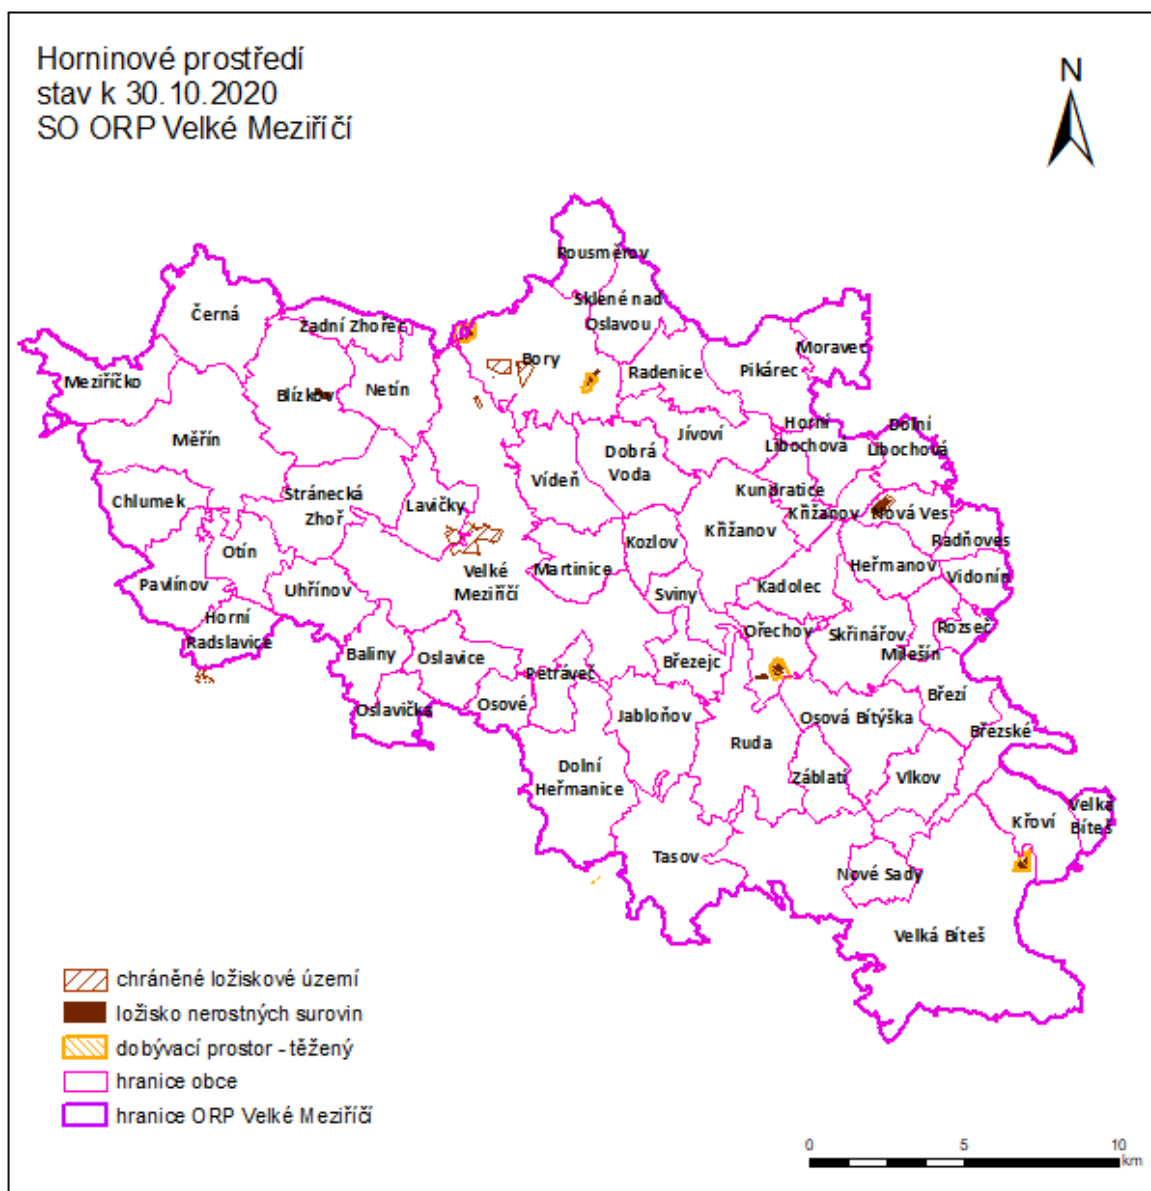 Horninové prostředí
stav k 30.10.2020
SO ORP Velké Meziříčí
N
Rousměrov
Černá
Sklené nad
Oslavou
Zadní Zhořec
Moravec
Bory
Radenice
Pikárec
Meziříčko
Blízkov
Netín
Měřín
Jívoví
Horní
Libochová
Dolní
Libochová
Dobrá
Voda
Vídeň
Chlumek
Stránecká
Zhoř
Lavičky
Kundratice
Křižanov
Nová Ves
Křižanov
Kozlov
Radňoves
Otín
Velké
Meziříčí
Martinice
Heřmanov
Vidonín
Pavlínov
Uhřínov
Sviny
Kadolec
Horní
Radslavice
Ořechov
Skřinářov
Rozseč
Milešín
Baliny
Oslavice
Petráveč
Březejc
Březí
Oslavička
Osové
Jabloňov
Osová Bítýška
Březské
Ruda
Dolní
Heřmanice
Záblatí
Vlkov
Křoví
Velká
Bíteš
Tasov
Nové Sady
Velká Bíteš
chráněné ložiskové území
ložisko nerostných surovin
dobývací prostor - těžený
hranice obce
hranice ORP Velké Meziříčí
0 5 10
km